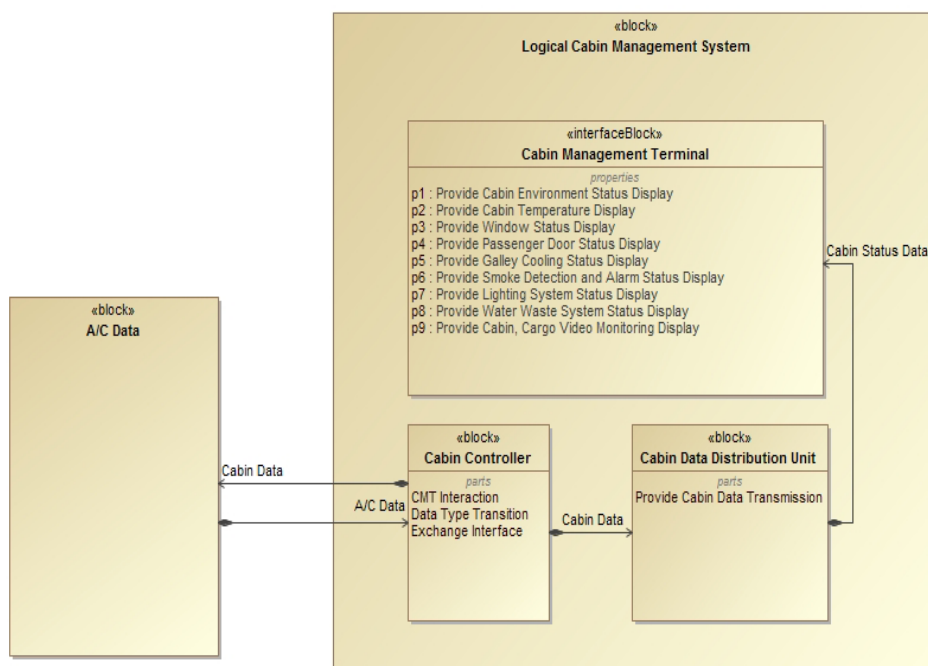 «block»
Logical Cabin Management System
«interfaceBlock»
Cabin Management Terminal
properties
p1 : Provide Cabin Environment Status Display
p2 : Provide Cabin Temperature Display
p3 : Provide Window Status Display
p4 : Provide Passenger Door Status Display
p5 : Provide Galley Cooling Status Display
p6 : Provide Smoke Detection and Alarm Status Display
p7 : Provide Lighting System Status Display
p8 : Provide Water Waste System Status Display
p9 : Provide Cabin, Cargo Video Monitoring Display
Cabin Status Data
«block»
A/C Data
Cabin Data
A/C Data
«block»
Cabin Controller
parts
CMT Interaction
Data Type Transition
Exchange Interface
Cabin Data
«block»
Cabin Data Distribution Unit
parts
Provide Cabin Data Transmission